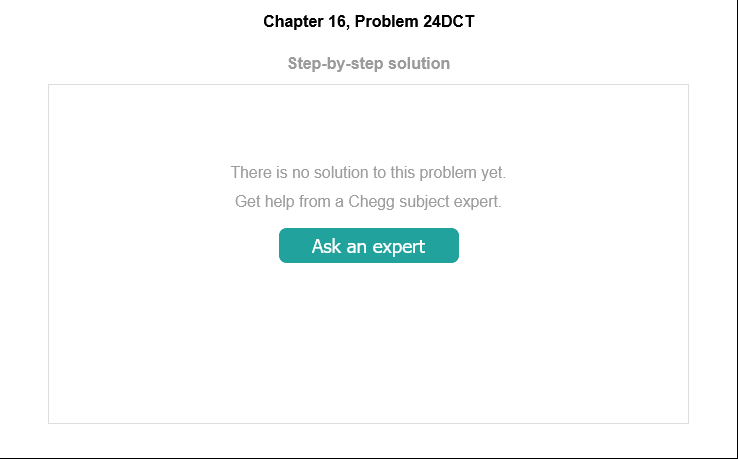 Chapter 16, Problem 24DCT
Step-by-step solution
There is no solution to this problem yet.
Get help from a Chegg subject expert.
Ask an expert